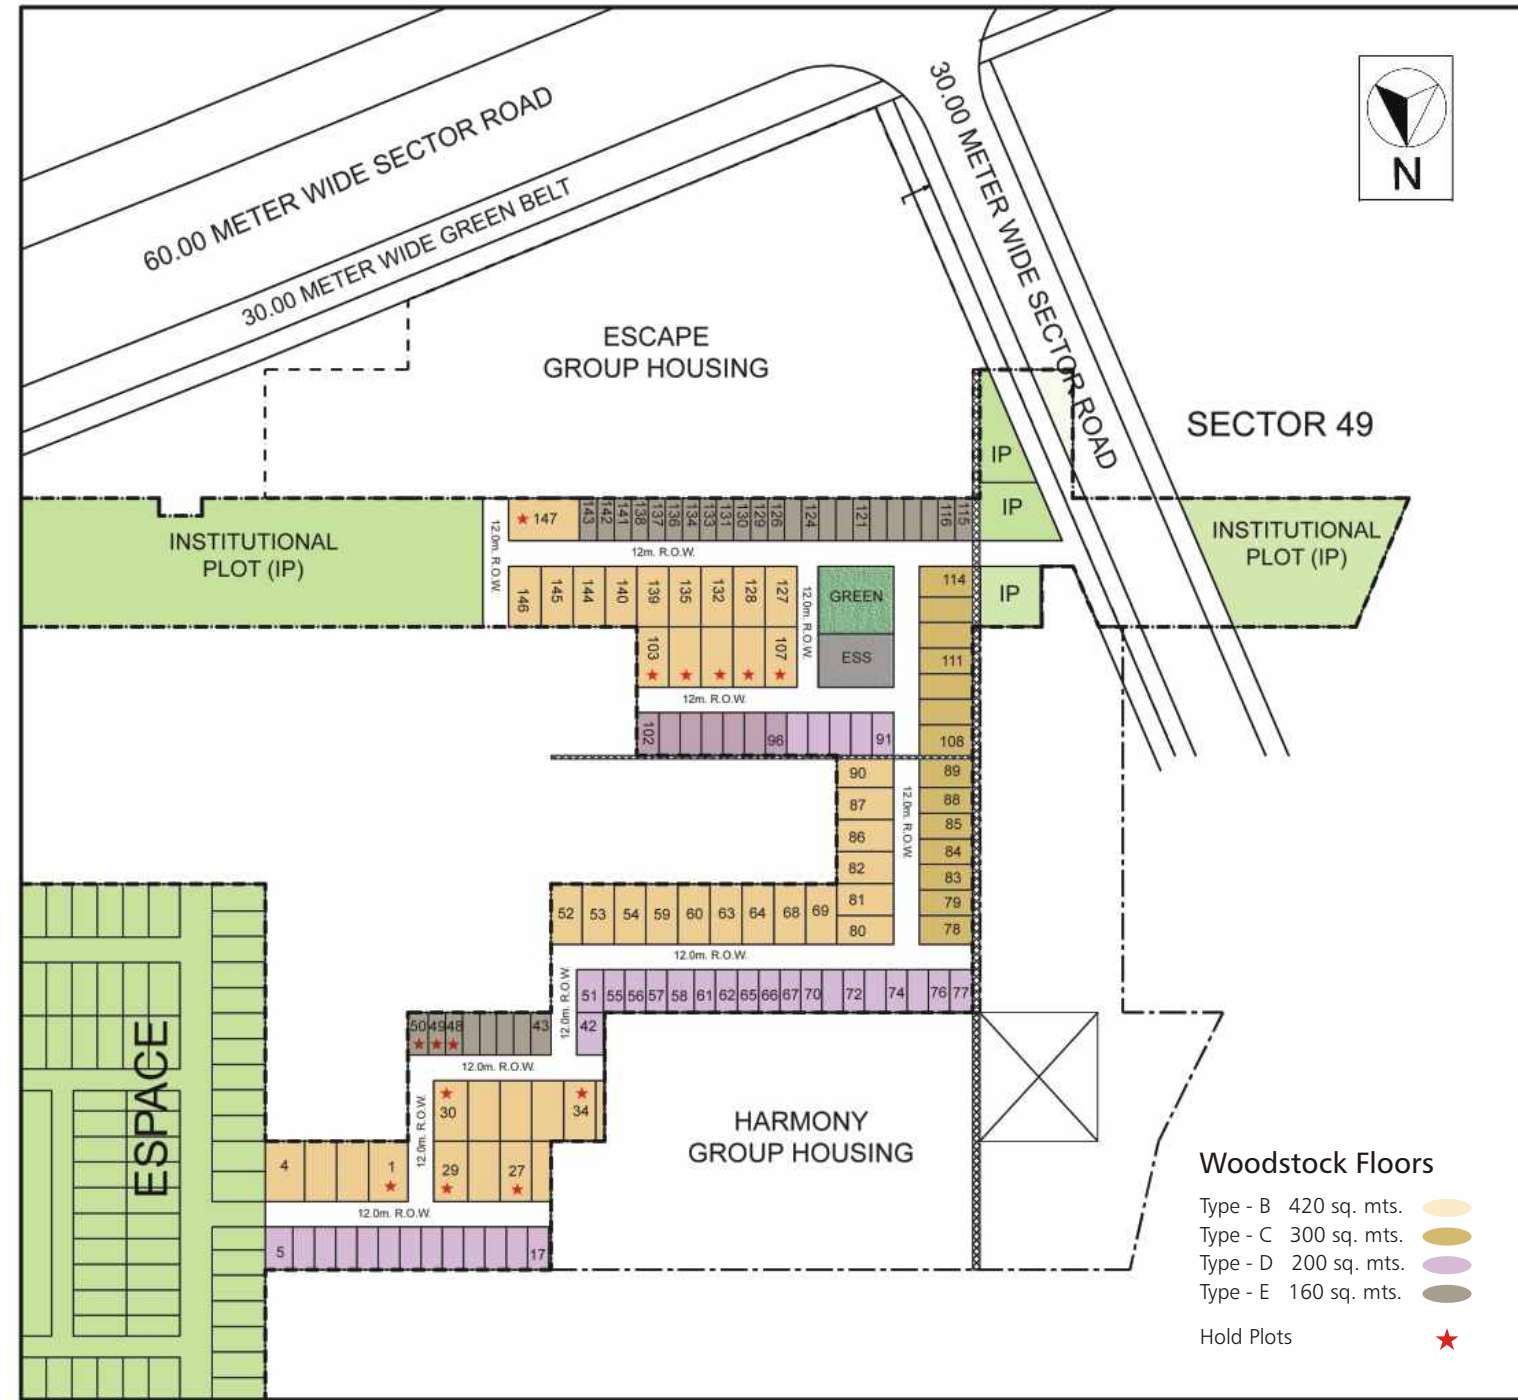 60.00 METER WIDE SECTOR ROAD
30.00 METER WIDE GREEN BELT
30.00 METER WIDE SECTOR ROAD
N
ESCAPE
GROUP HOUSING
SECTOR 49
IP
IP
IP
INSTITUTIONAL
PLOT (IP)
INSTITUTIONAL
PLOT (IP)
12.0m. R.O.W.
147
143
142
141
138
137
136
134
133
131
130
129
126
124
121
116
115
12m. R.O.W.
146
145
144
140
139
135
132
128
127
12.0m. R.O.W.
GREEN
ESS
114
111
108
103
107
12m. R.O.W.
102
96
91
90
87
86
82
81
80
12.0m. R.O.W.
89
88
85
84
83
79
78
52
53
54
59
60
63
64
68
69
12.0m. R.O.W.
12.0m. R.O.W.
51
55
56
57
58
61
62
65
66
67
70
72
74
76
77
42
50
49
48
43
12.0m. R.O.W.
12.0m. R.O.W.
30
34
29
27
4
1
12.0m. R.O.W.
5
17
ESPACE
HARMONY
GROUP HOUSING
Woodstock Floors
Type - B 420 sq. mts.
Type - C 300 sq. mts.
Type - D 200 sq. mts.
Type - E 160 sq. mts.
Hold Plots